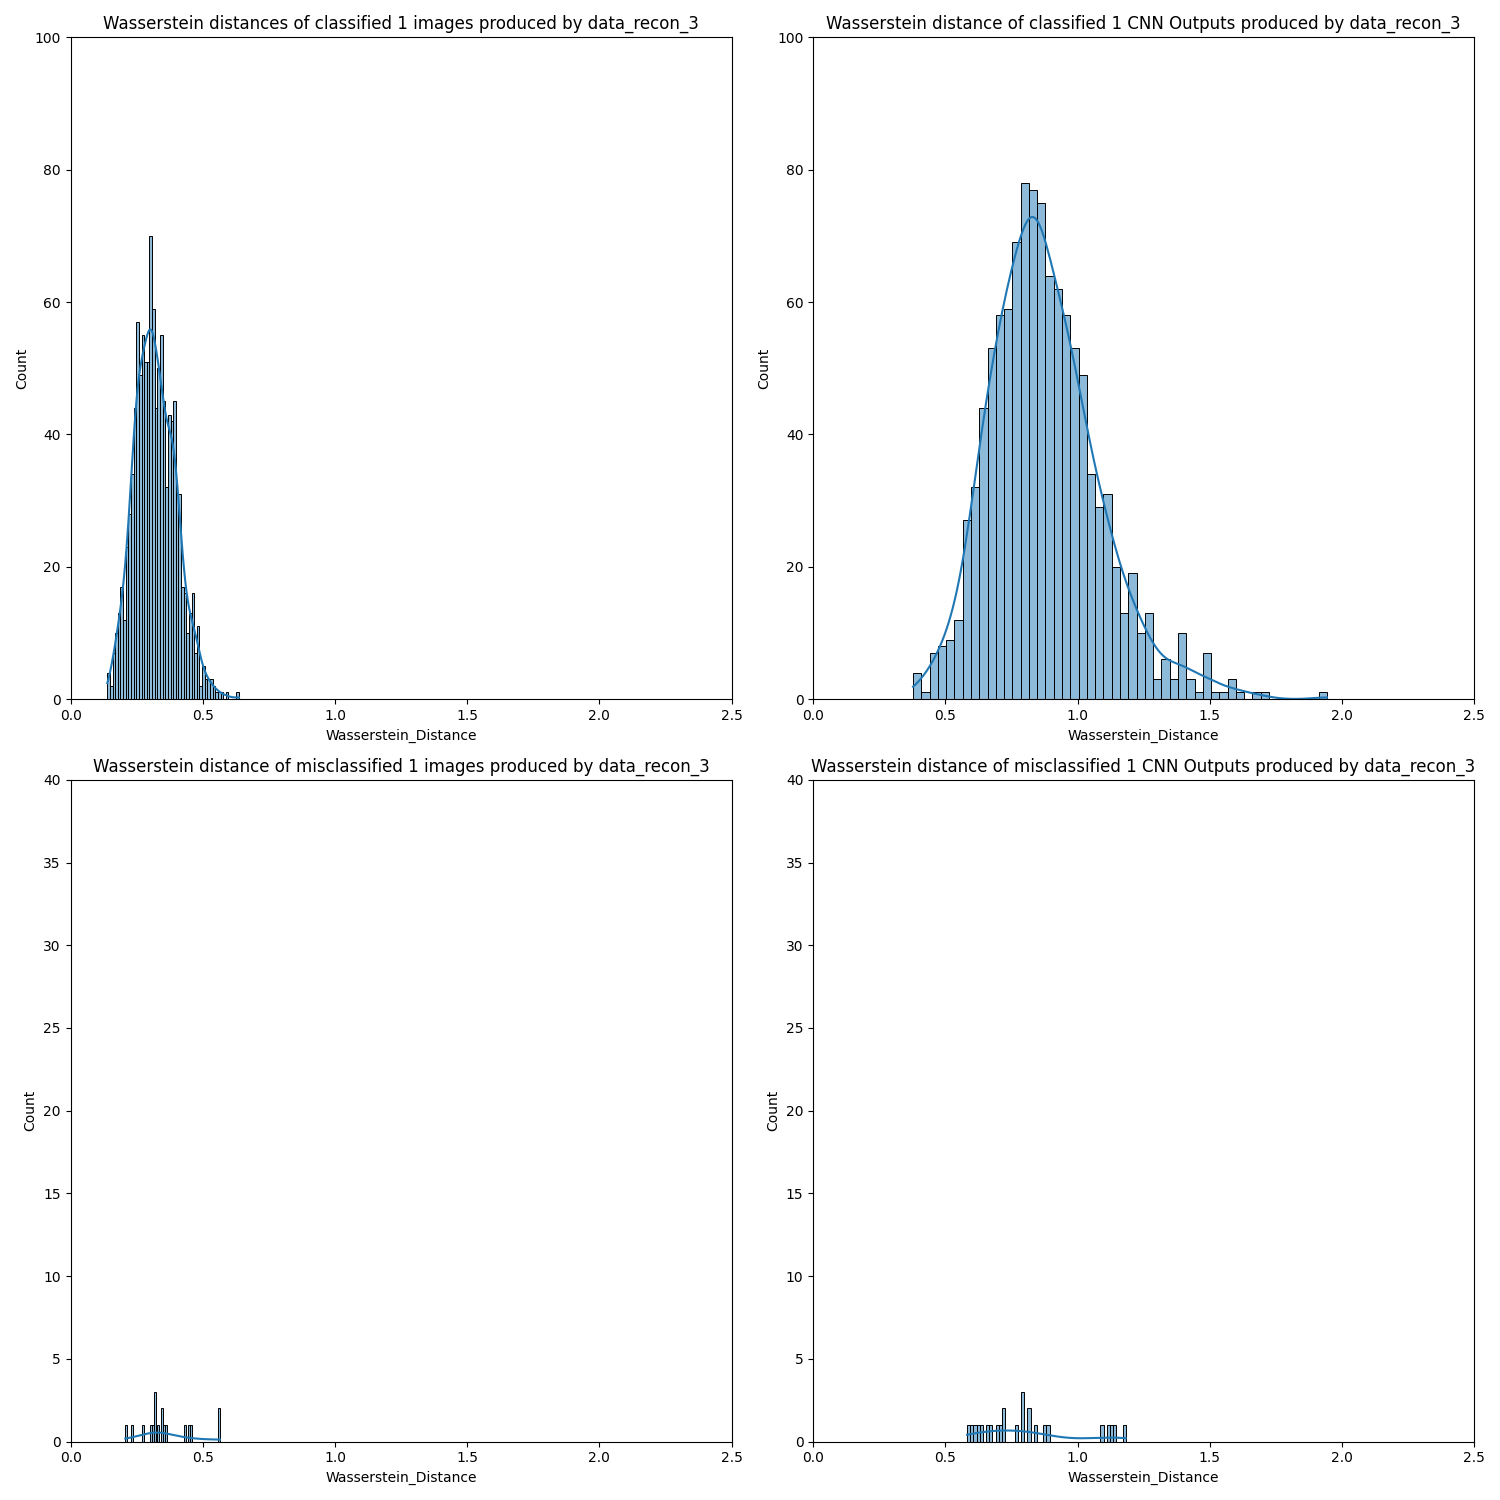 Wasserstein distances of classified 1 images produced by data_recon_3
100
80
60
40
20
0
Count
0.0 0.5 1.0 1.5 2.0 2.5
Wasserstein_Distance
Wasserstein distance of classified 1 CNN Outputs produced by data_recon_3
100
80
60
40
20
0
Count
0.0 0.5 1.0 1.5 2.0 2.5
Wasserstein_Distance
Wasserstein distance of misclassified 1 images produced by data_recon_3
40
35
30
25
20
15
10
5
0
Count
0.0 0.5 1.0 1.5 2.0 2.5
Wasserstein_Distance
Wasserstein distance of misclassified 1 CNN Outputs produced by data_recon_3
40
35
30
25
20
15
10
5
0
Count
0.0 0.5 1.0 1.5 2.0 2.5
Wasserstein_Distance